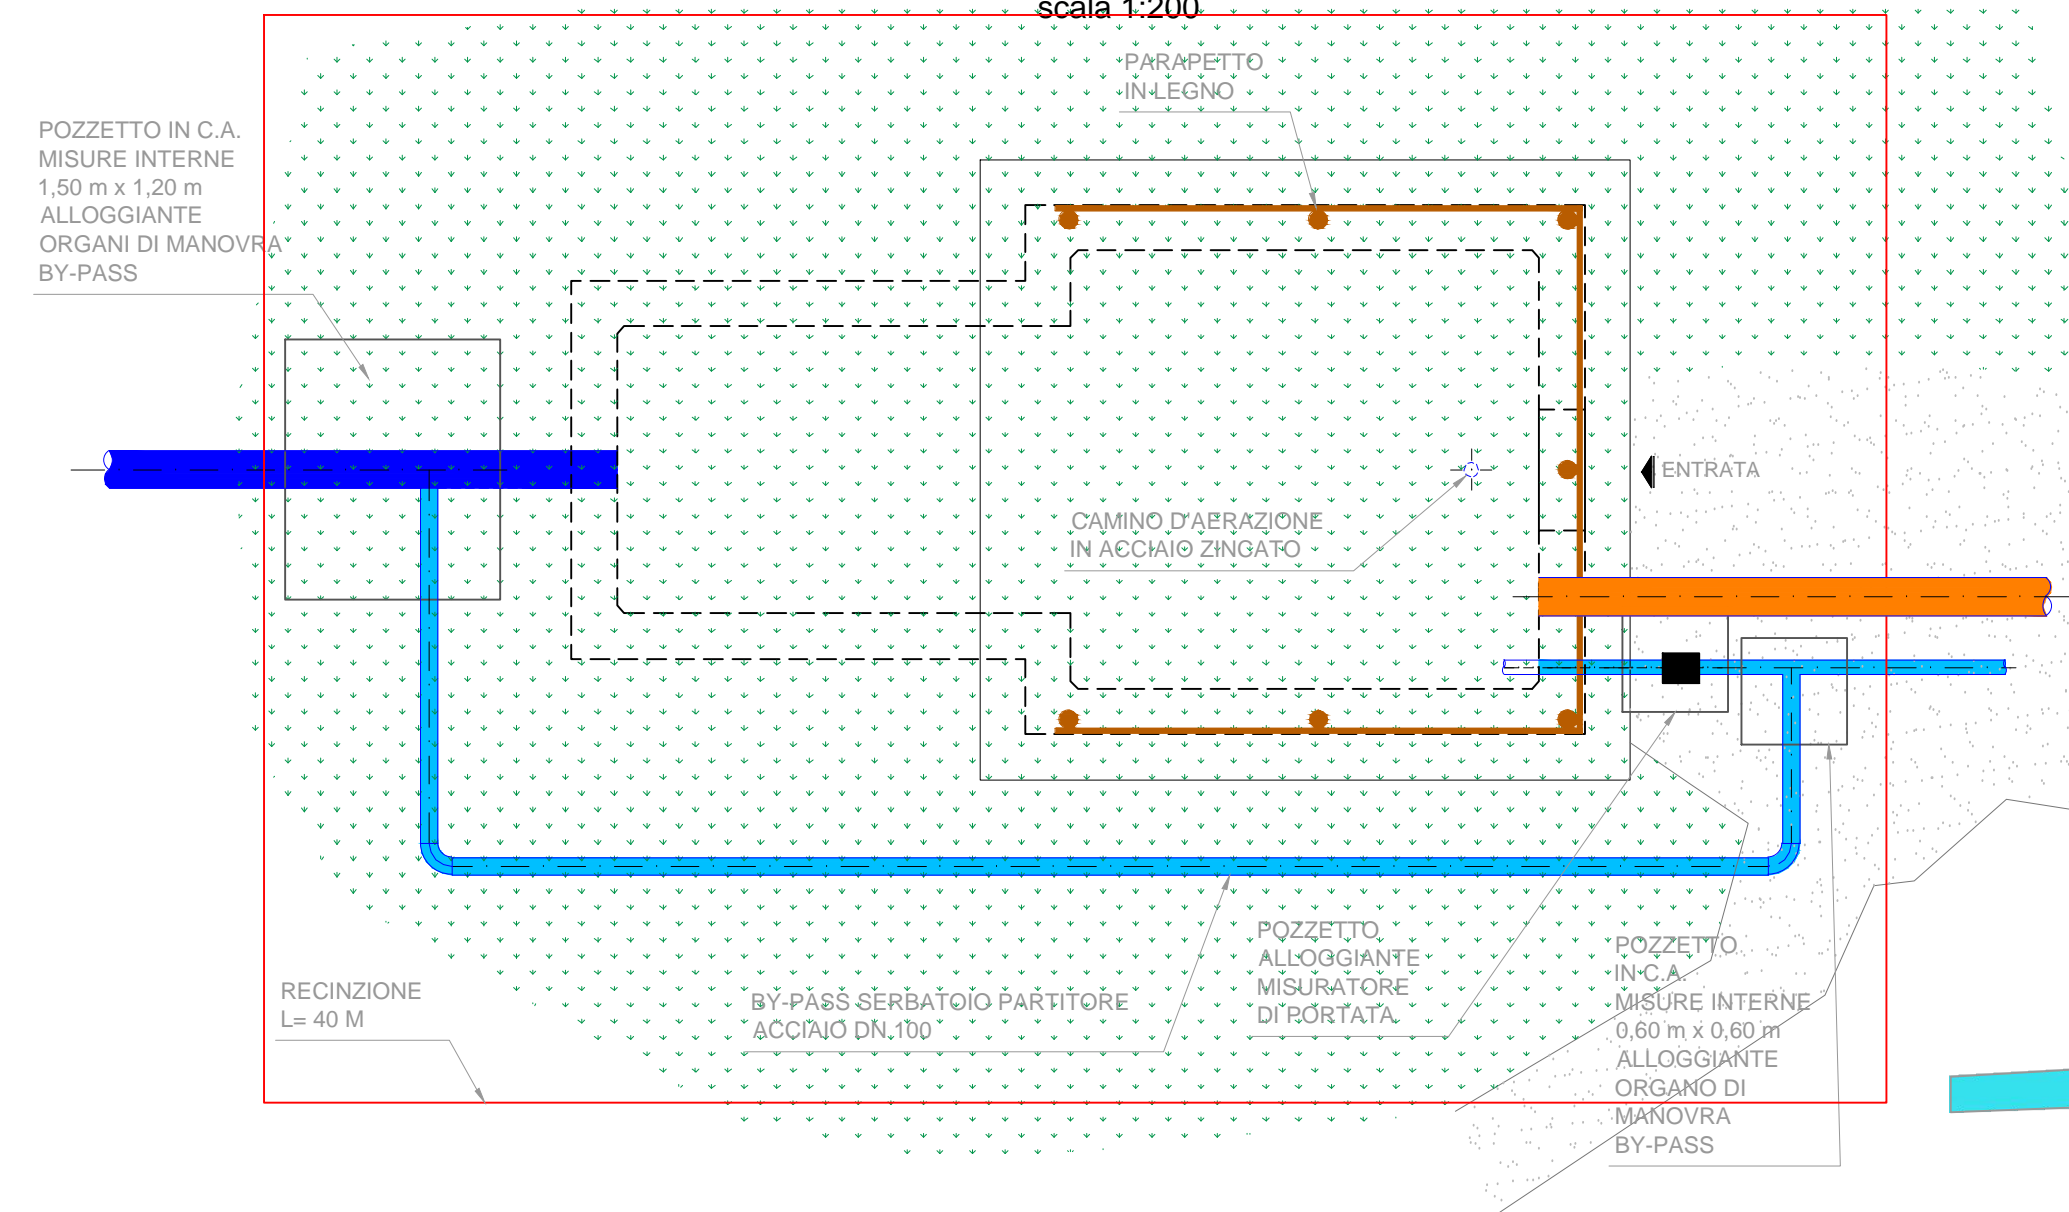 scala 1:200
PARAPETTO
IN LEGNO
POZZETTO IN C.A.
MISURE INTERNE
1,50 m x 1,20 m
ALLOGGIANTE
ORGANI DI MANOVRA
BY-PASS
ENTRATA
CAMINO D'AERAZIONE
IN ACCIAIO ZINCATO
RECINZIONE
L= 40 M
BY-PASS SERBATOIO PARTITORE
ACCIAIO DN 100
POZZETTO
ALLOGGIANTE
MISURATORE
DI PORTATA
POZZETTO
IN C.A.
MISURE INTERNE
0,60 m x 0,60 m
ALLOGGIANTE
ORGANO DI
MANOVRA
BY-PASS